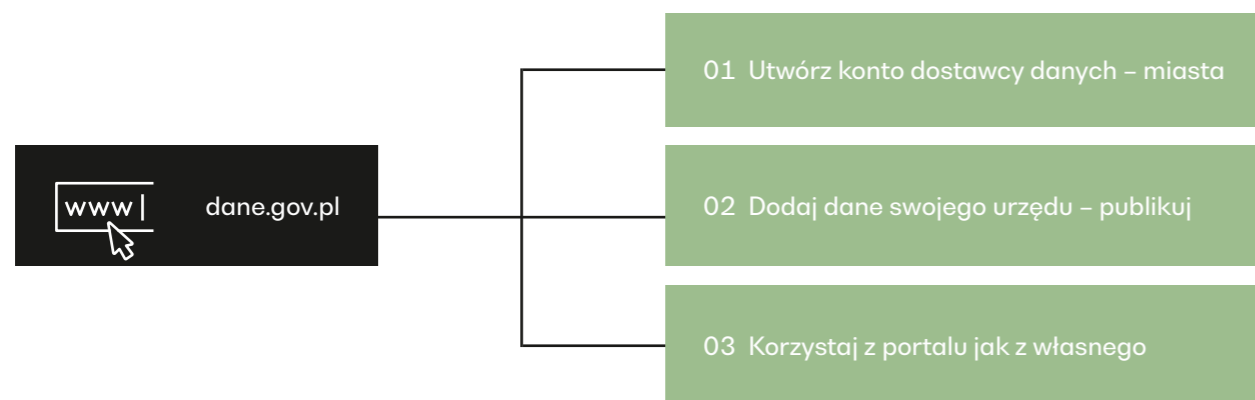 01 Utwórz konto dostawcy danych – miasta
www
dane.gov.pl
02 Dodaj dane swojego urzędu – publikuj
03 Korzystaj z portalu jak z własnego